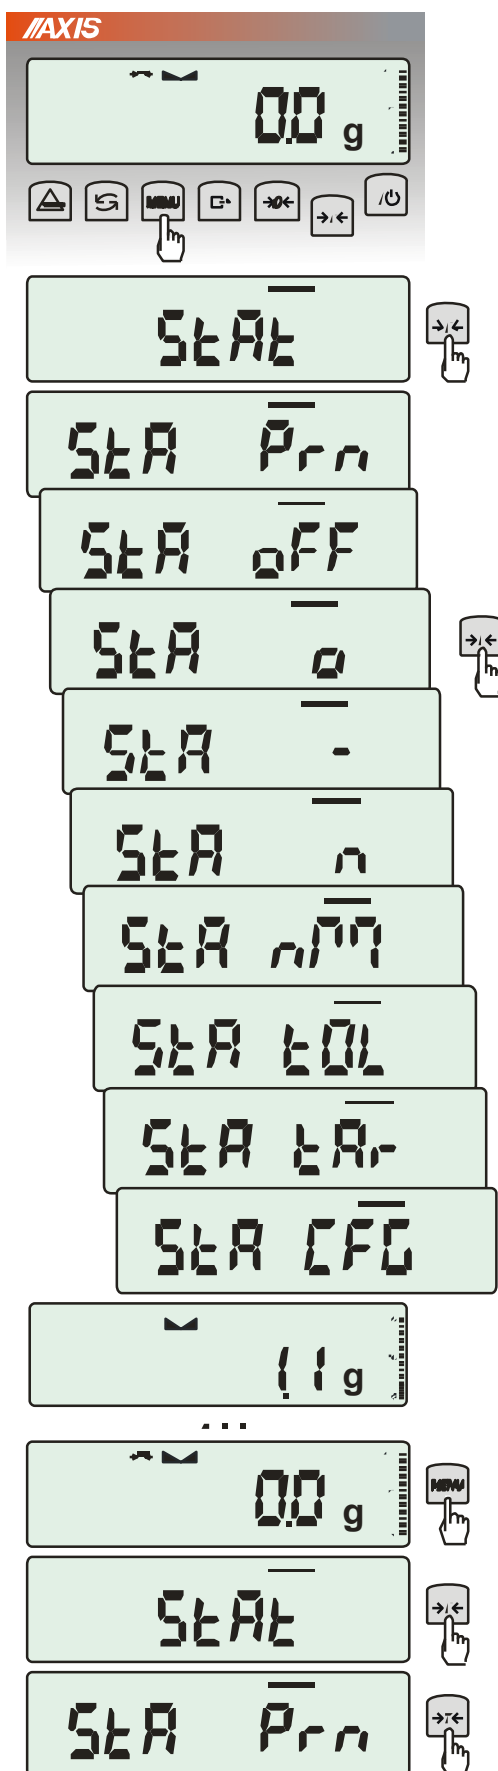 AXIS
0.0 g
MENU →0←
StAt
StA Prn
StA oFF
StA o
StA -
StA n
StA nM
StA tOL
StA tAr
StA CFG
1.1 g
...
0.0 g
MENU
StAt
StA Prn
→T←